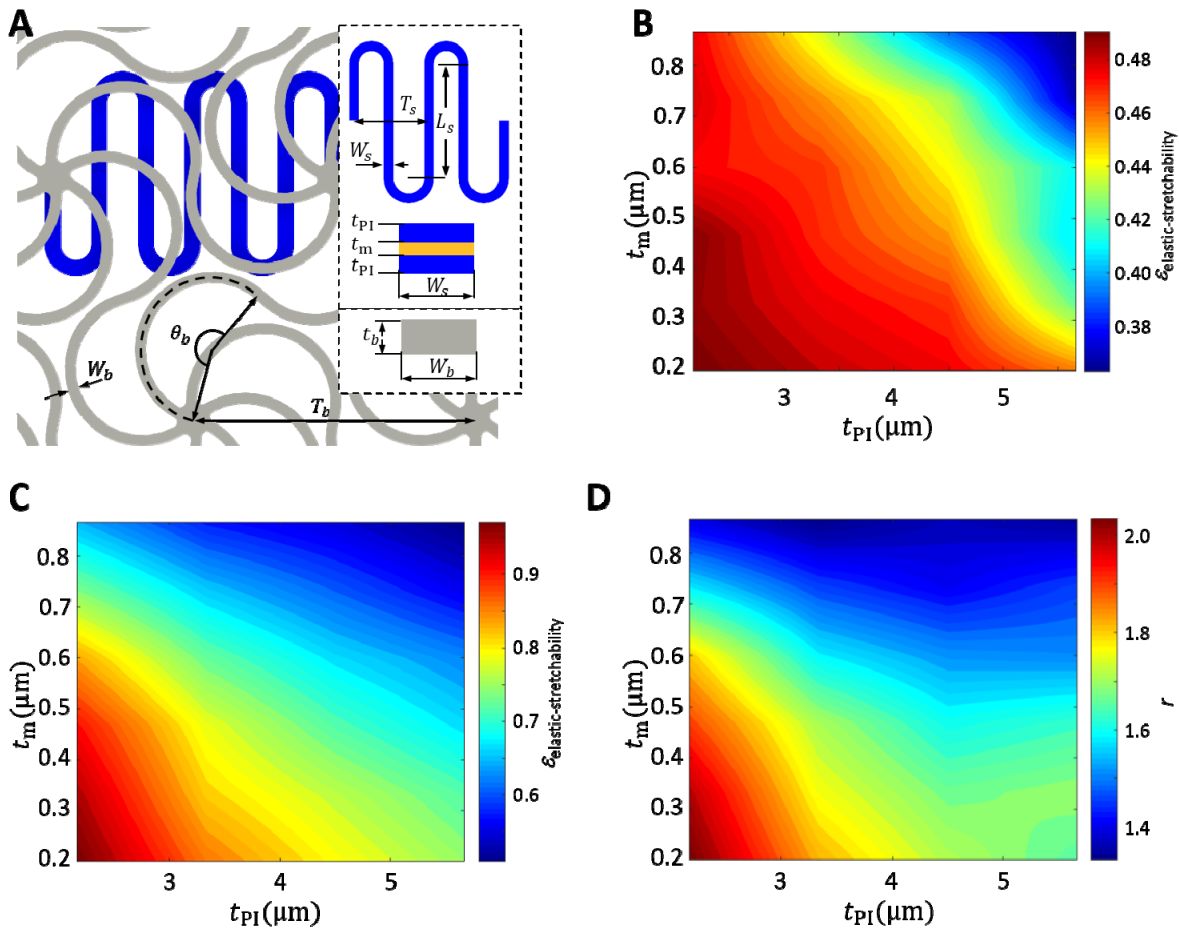 A
T_s
L_s
W_s
t_PI
t_m
t_PI
W_s
t_b
W_b
θ_b
W_b
T_b
B
0.8
0.7
0.6
0.5
0.4
0.3
0.2
t_m(μm)
3
4
5
t_PI(μm)
0.48
0.46
0.44
0.42
0.40
0.38
ε_elastic-stretchability
C
0.8
0.7
0.6
0.5
0.4
0.3
0.2
t_m(μm)
3
4
5
t_PI(μm)
0.9
0.8
0.7
0.6
ε_elastic-stretchability
D
0.8
0.7
0.6
0.5
0.4
0.3
0.2
t_m(μm)
3
4
5
t_PI(μm)
2.0
1.8
1.6
1.4
r